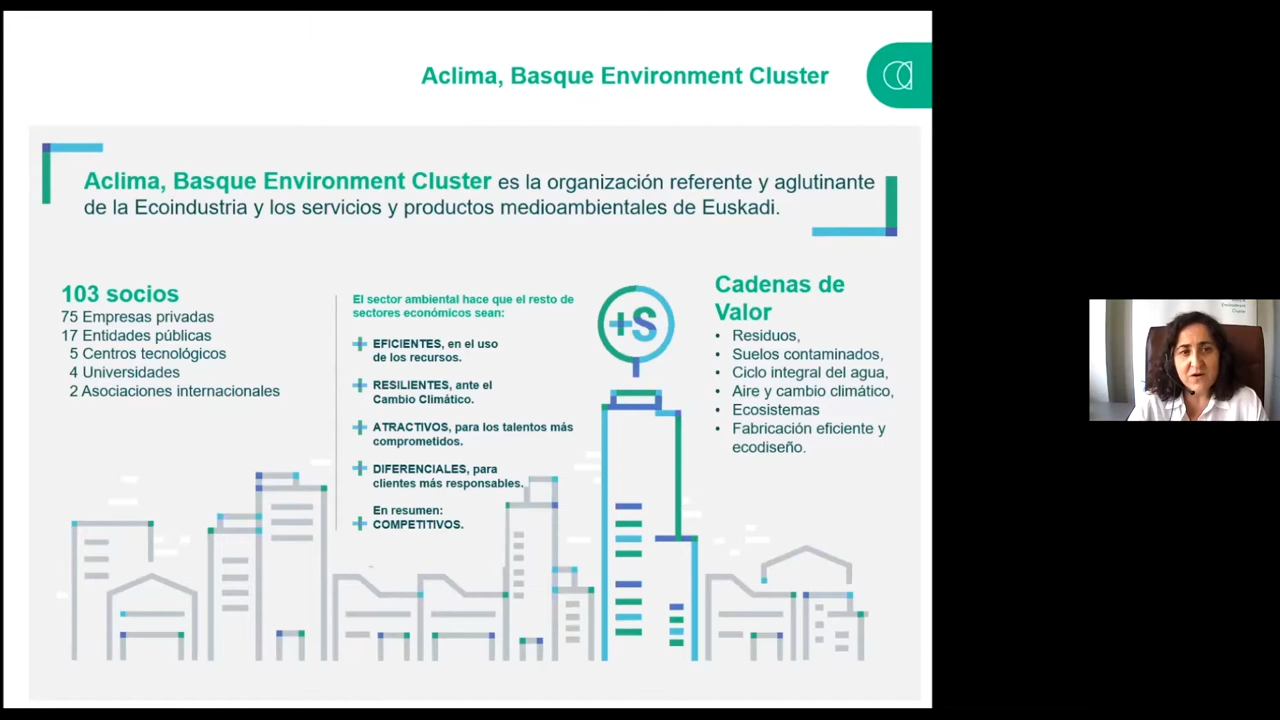 Aclima, Basque Environment Cluster
Aclima, Basque Environment Cluster es la organización referente y aglutinante
de la Ecoindustria y los servicios y productos medioambientales de Euskadi.
103 socios
75 Empresas privadas
17 Entidades públicas
5 Centros tecnológicos
4 Universidades
2 Asociaciones internacionales
El sector ambiental hace que el resto de
sectores económicos sean:
EFICIENTES, en el uso
de los recursos.
RESILIENTES, ante el
Cambio Climático.
ATRACTIVOS, para los talentos más
comprometidos.
DIFERENCIALES, para
clientes más responsables.
En resumen:
COMPETITIVOS.
+S
Cadenas de
Valor
• Residuos,
• Suelos contaminados,
• Ciclo integral del agua,
• Aire y cambio climático,
• Ecosistemas
• Fabricación eficiente y
ecodiseño.
Environment
Cluster